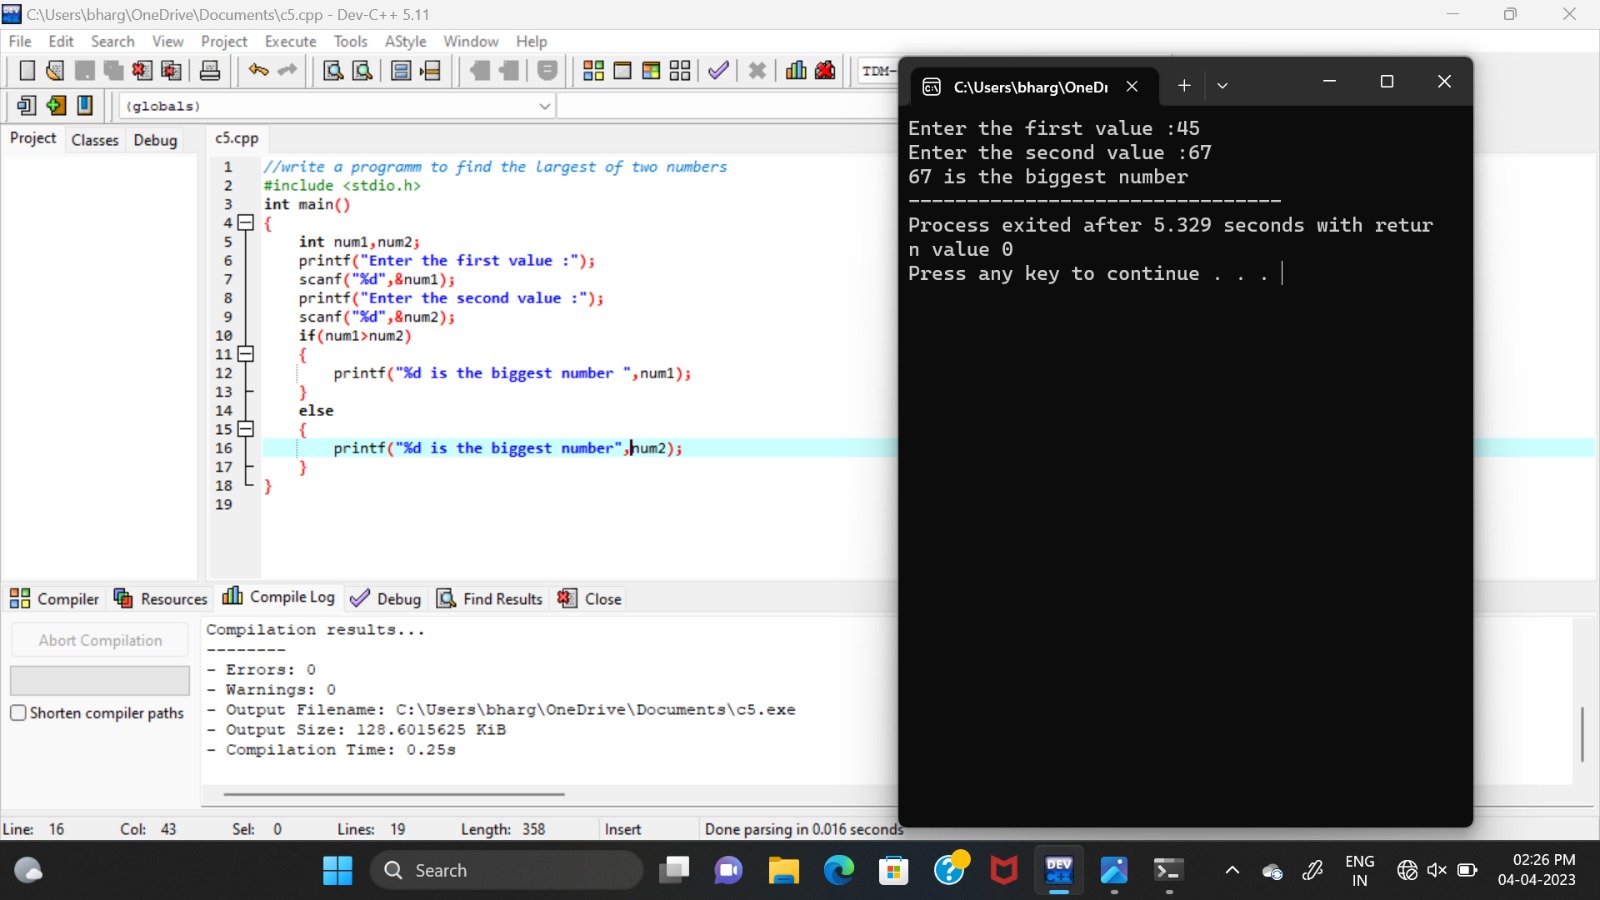 C:\Users\bharg\OneDrive\Documents\c5.cpp - Dev-C++ 5.11
File Edit Search View Project Execute Tools AStyle Window Help
TDM-
(globals)
Project Classes Debug
c5.cpp
1 //write a programm to find the largest of two numbers
2 #include <stdio.h>
3 int main()
4 {
5 int num1,num2;
6 printf("Enter the first value :");
7 scanf("%d",&num1);
8 printf("Enter the second value :");
9 scanf("%d",&num2);
10 if(num1>num2)
11 {
12 printf("%d is the biggest number ",num1);
13 }
14 else
15 {
16 printf("%d is the biggest number",num2);
17 }
18 }
19
C:\Users\bharg\OneDri
Enter the first value :45
Enter the second value :67
67 is the biggest number
--------------------------------
Process exited after 5.329 seconds with retur
n value 0
Press any key to continue . . .
Compiler Resources Compile Log Debug Find Results Close
Abort Compilation
Shorten compiler paths
Compilation results...
--------
- Errors: 0
- Warnings: 0
- Output Filename: C:\Users\bharg\OneDrive\Documents\c5.exe
- Output Size: 128.6015625 KiB
- Compilation Time: 0.25s
Line: 16 Col: 43 Sel: 0 Lines: 19 Length: 358 Insert Done parsing in 0.016 seconds
Search
DEV C++
ENG
IN
02:26 PM
04-04-2023